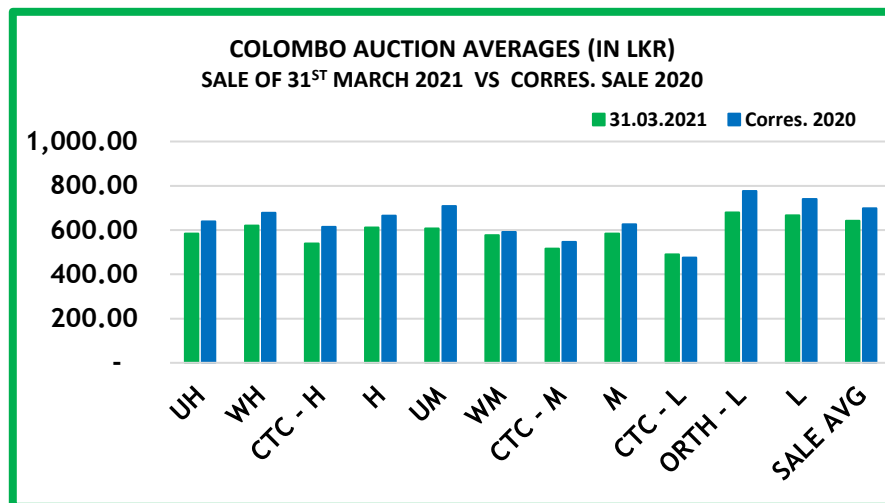 COLOMBO AUCTION AVERAGES (IN LKR)
SALE OF 31ST MARCH 2021 VS CORRES. SALE 2020
31.03.2021 Corres. 2020
1,000.00
800.00
600.00
400.00
200.00
-
UH WH CTC - H H UM WM CTC - M M CTC - L ORTH - L L SALE AVG